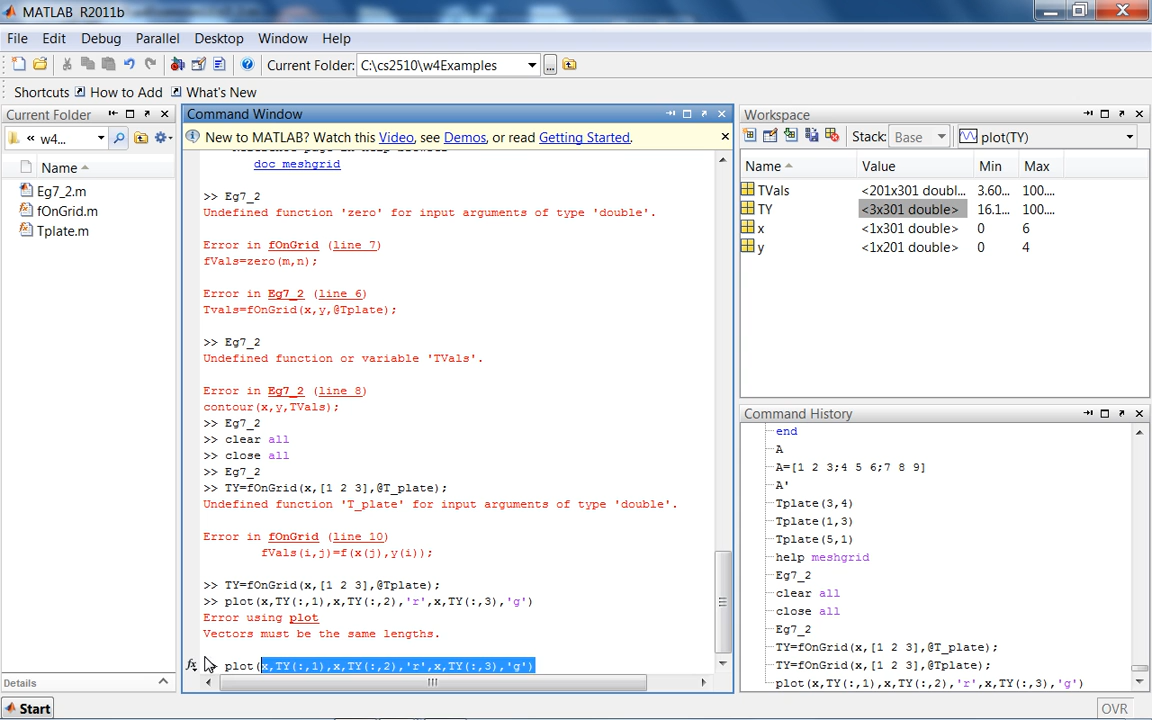 MATLAB R2011b
File Edit Debug Parallel Desktop Window Help
Current Folder: C:\cs2510\w4Examples
Shortcuts How to Add What's New
Current Folder
« w4...
Name
Eg7_2.m
fOnGrid.m
Tplate.m
Details
Command Window
New to MATLAB? Watch this Video, see Demos, or read Getting Started.
doc meshgrid
>> Eg7_2
Undefined function 'zero' for input arguments of type 'double'.
Error in fOnGrid (line 7)
fVals=zero(m,n);
Error in Eg7_2 (line 6)
Tvals=fOnGrid(x,y,@Tplate);
>> Eg7_2
Undefined function or variable 'TVals'.
Error in Eg7_2 (line 8)
contour(x,y,TVals);
>> Eg7_2
>> clear all
>> close all
>> Eg7_2
>> TY=fOnGrid(x,[1 2 3],@T_plate);
Undefined function 'T_plate' for input arguments of type 'double'.
Error in fOnGrid (line 10)
fVals(i,j)=f(x(j),y(i));
>> TY=fOnGrid(x,[1 2 3],@Tplate);
>> plot(x,TY(:,1),x,TY(:,2),'r',x,TY(:,3),'g')
Error using plot
Vectors must be the same lengths.
fx >> plot(x,TY(:,1),x,TY(:,2),'r',x,TY(:,3),'g')
Workspace
Stack: Base plot(TY)
Name Value Min Max
TVals <201x301 doubl... 3.60... 100....
TY <3x301 double> 16.1... 100....
x <1x301 double> 0 6
y <1x201 double> 0 4
Command History
end
A
A=[1 2 3;4 5 6;7 8 9]
A'
Tplate(3,4)
Tplate(1,3)
Tplate(5,1)
help meshgrid
Eg7_2
clear all
close all
Eg7_2
TY=fOnGrid(x,[1 2 3],@T_plate);
TY=fOnGrid(x,[1 2 3],@Tplate);
plot(x,TY(:,1),x,TY(:,2),'r',x,TY(:,3),'g')
Start
OVR